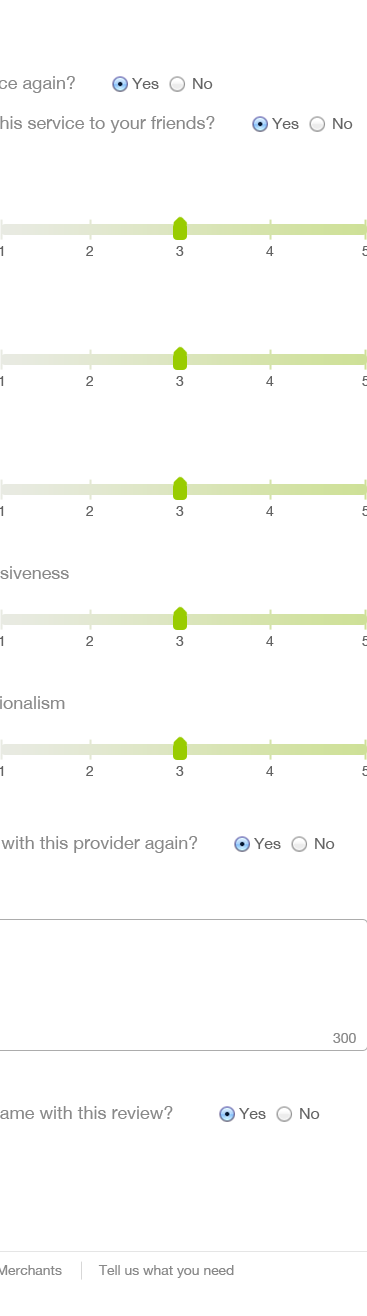 ce again? Yes No
his service to your friends? Yes No
1 2 3 4 5
1 2 3 4 5
1 2 3 4 5
siveness
1 2 3 4 5
ionalism
1 2 3 4 5
with this provider again? Yes No
300
ame with this review? Yes No
Merchants Tell us what you need